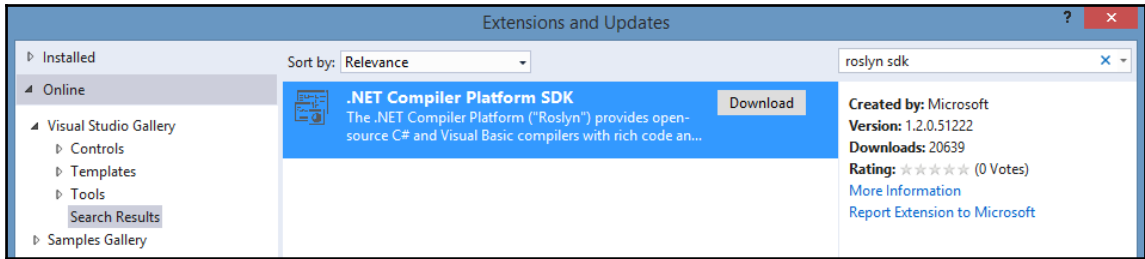 Extensions and Updates
?
Installed
Online
Visual Studio Gallery
Controls
Templates
Tools
Search Results
Samples Gallery
Sort by: Relevance
.NET Compiler Platform SDK
Download
The .NET Compiler Platform ("Roslyn") provides open-
source C# and Visual Basic compilers with rich code an...
roslyn sdk
Created by: Microsoft
Version: 1.2.0.51222
Downloads: 20639
Rating: (0 Votes)
More Information
Report Extension to Microsoft